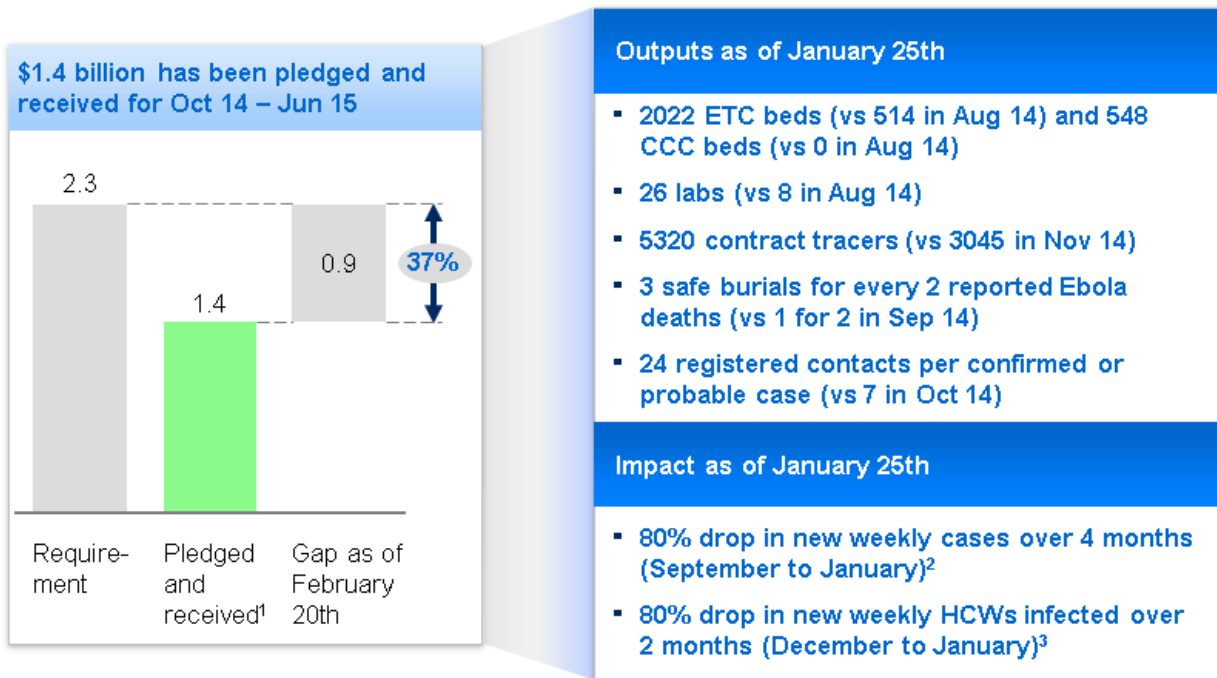 $1.4 billion has been pledged and
received for Oct 14 – Jun 15
2.3
1.4
0.9
37%
Require-
ment
Pledged
and
received¹
Gap as of
February
20th
Outputs as of January 25th
▪ 2022 ETC beds (vs 514 in Aug 14) and 548
CCC beds (vs 0 in Aug 14)
▪ 26 labs (vs 8 in Aug 14)
▪ 5320 contract tracers (vs 3045 in Nov 14)
▪ 3 safe burials for every 2 reported Ebola
deaths (vs 1 for 2 in Sep 14)
▪ 24 registered contacts per confirmed or
probable case (vs 7 in Oct 14)
Impact as of January 25th
▪ 80% drop in new weekly cases over 4 months
(September to January)²
▪ 80% drop in new weekly HCWs infected over
2 months (December to January)³